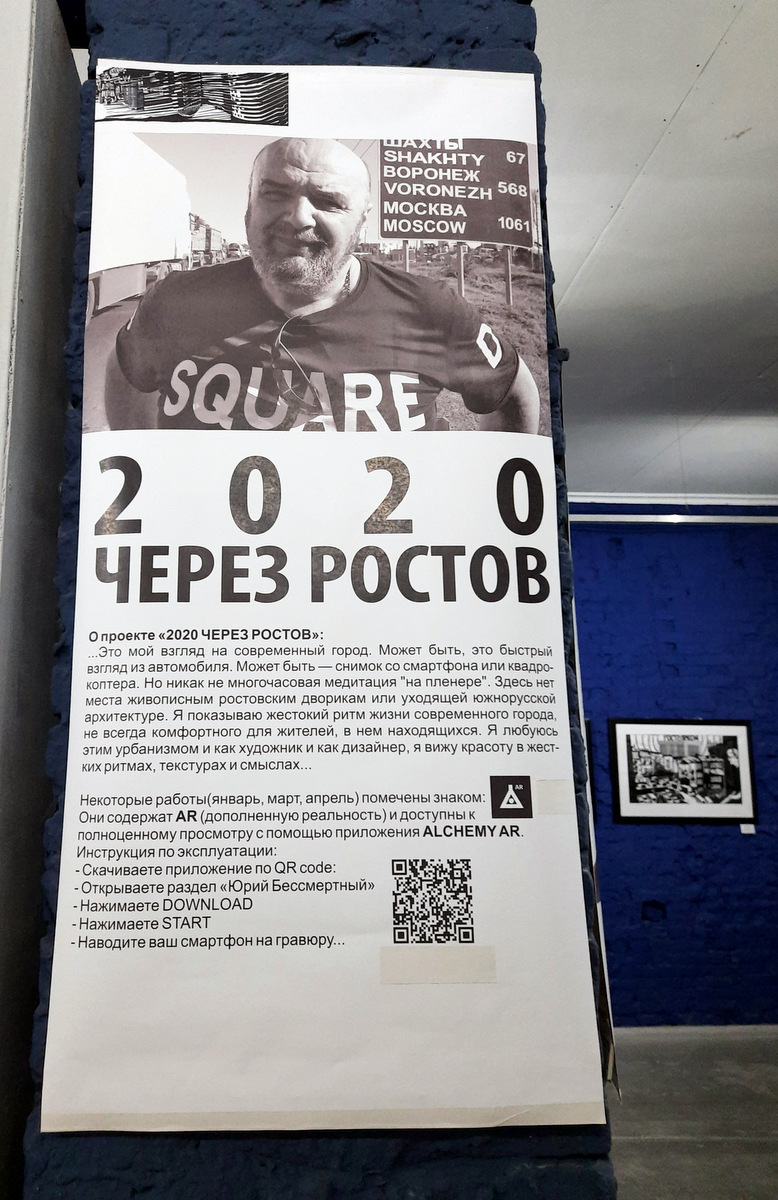 ШАХТЫ
SHAKHTY 67
ВОРОНЕЖ
VORONEZH 568
МОСКВА
MOSCOW 1061
SQUARE
2020
ЧЕРЕЗ РОСТОВ
О проекте «2020 ЧЕРЕЗ РОСТОВ»:
...Это мой взгляд на современный город. Может быть, это быстрый
взгляд из автомобиля. Может быть — снимок со смартфона или квадро-
коптера. Но никак не многочасовая медитация "на пленере". Здесь нет
места живописным ростовским дворикам или уходящей южнорусской
архитектуре. Я показываю жестокий ритм жизни современного города,
не всегда комфортного для жителей, в нем находящихся. Я любуюсь
этим урбанизмом и как художник и как дизайнер, я вижу красоту в жест-
ких ритмах, текстурах и смыслах...
Некоторые работы(январь, март, апрель) помечены знаком: AR
Они содержат AR (дополненную реальность) и доступны к
полноценному просмотру с помощью приложения ALCHEMY AR.
Инструкция по эксплуатации:
- Скачиваете приложение по QR code:
- Открываете раздел «Юрий Бессмертный»
- Нажимаете DOWNLOAD
- Нажимаете START
- Наводите ваш смартфон на гравюру...